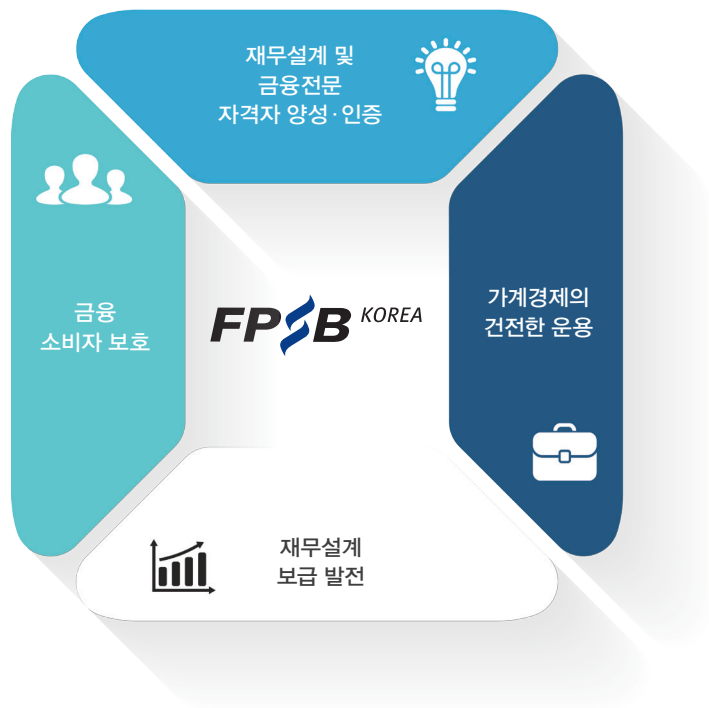 재무설계 및
금융전문
자격자 양성·인증
금융
소비자 보호
FPSB KOREA
가계경제의
건전한 운용
재무설계
보급 발전